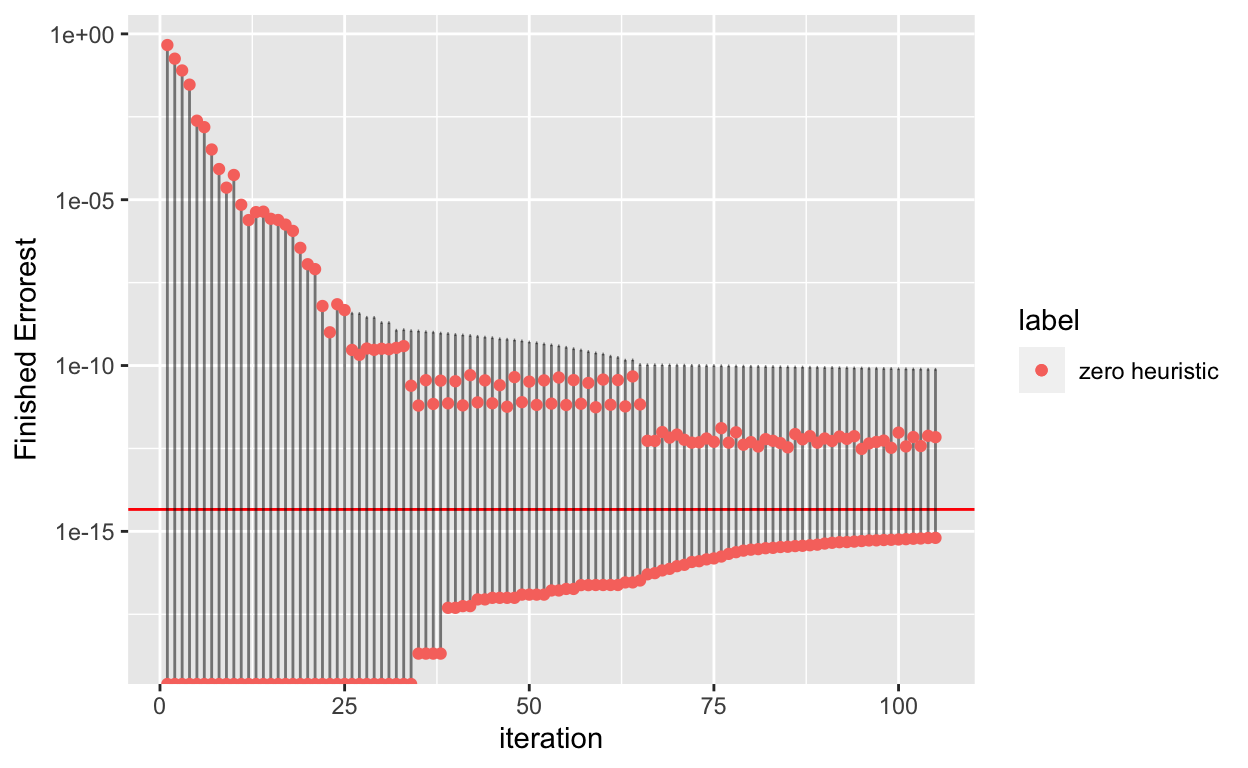 1e+00
1e-05
1e-10
1e-15
Finished Errorest
0
25
50
75
100
iteration
label
zero heuristic